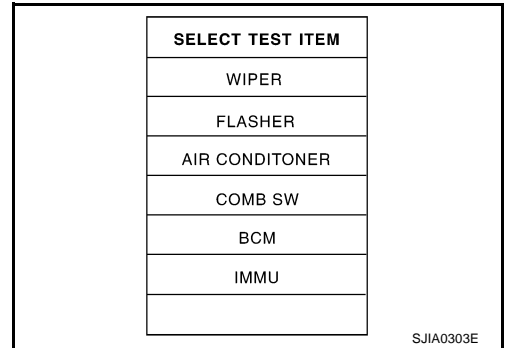 SELECT TEST ITEM
WIPER
FLASHER
AIR CONDITONER
COMB SW
BCM
IMMU
SJIA0303E